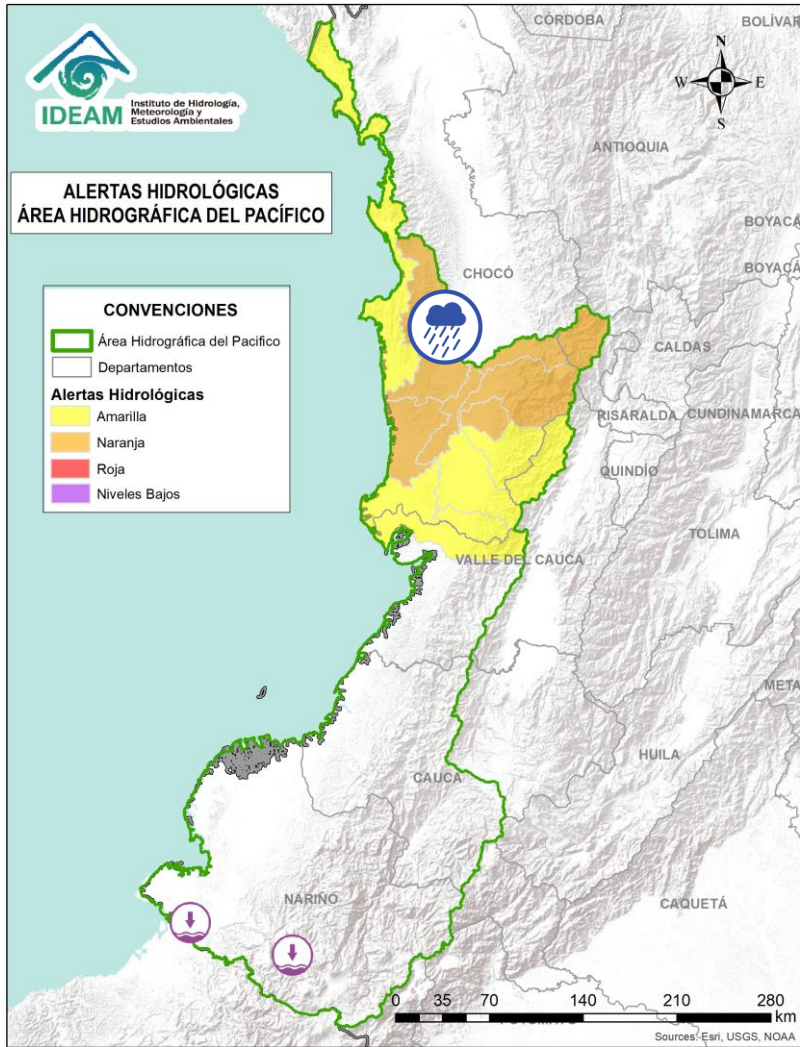 CÓRDOBA
BOLÍVAR
N
W
E
S
IDEAM
Instituto de Hidrología,
Meteorología y
Estudios Ambientales
ANTIOQUIA
ALERTAS HIDROLÓGICAS
ÁREA HIDROGRÁFICA DEL PACÍFICO
BOYACÁ
BOYACÁ
CHOCÓ
CONVENCIONES
Área Hidrográfica del Pacifico
Departamentos
Alertas Hidrológicas
Amarilla
Naranja
Roja
Niveles Bajos
CALDAS
RISARALDA
CUNDINAMARCA
QUINDÍO
TOLIMA
VALLE DEL CAUCA
META
HUILA
CAUCA
NARIÑO
CAQUETÁ
0 35 70 140 210 280
km
Sources: Esri, USGS, NOAA